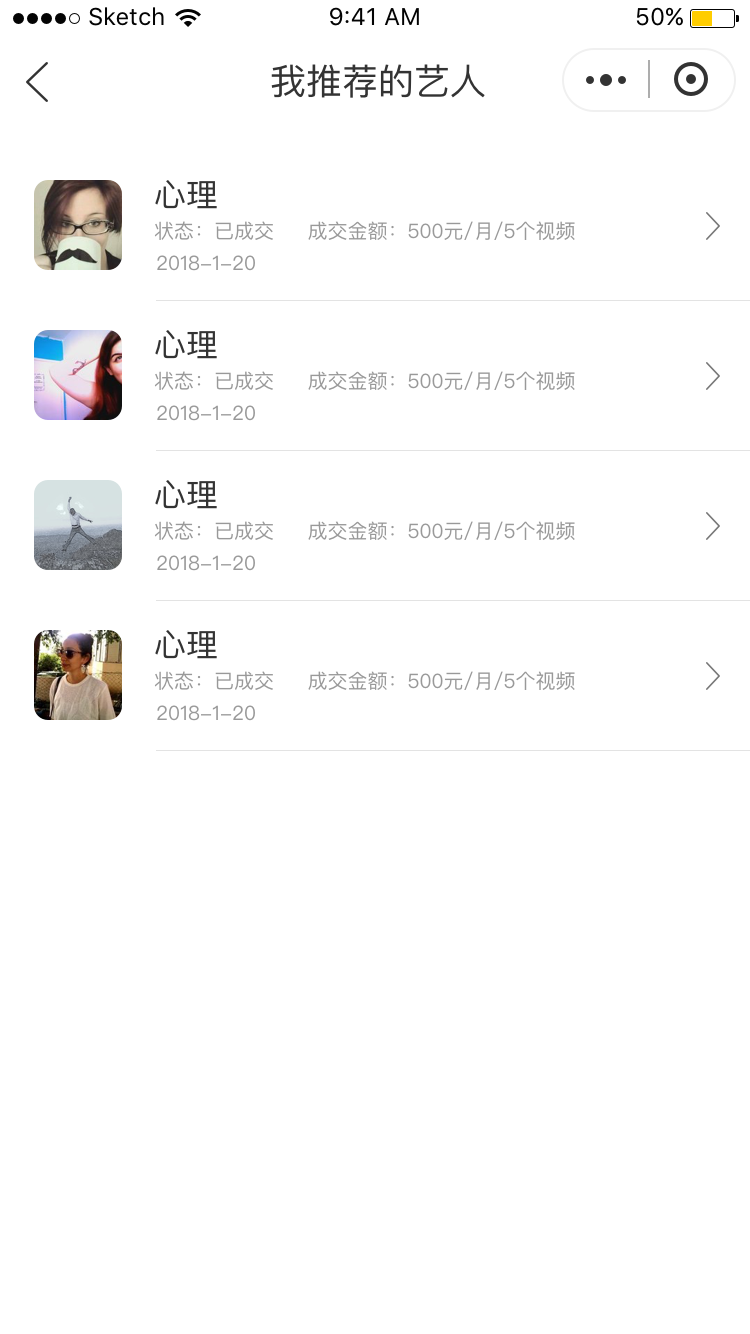 Sketch 9:41 AM 50%
我推荐的艺人
心理
状态：已成交 成交金额：500元/月/5个视频
2018-1-20
心理
状态：已成交 成交金额：500元/月/5个视频
2018-1-20
心理
状态：已成交 成交金额：500元/月/5个视频
2018-1-20
心理
状态：已成交 成交金额：500元/月/5个视频
2018-1-20